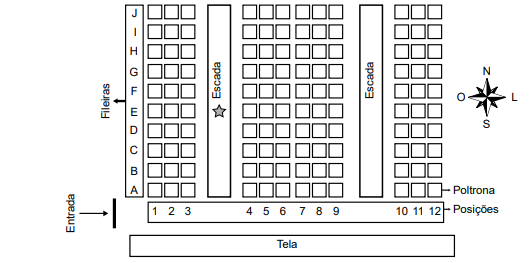 J
I
H
G
F
E
D
C
B
A
Fileiras
Escada
Escada
N
O L
S
Poltrona
Entrada
1 2 3 4 5 6 7 8 9 10 11 12
Posições
Tela